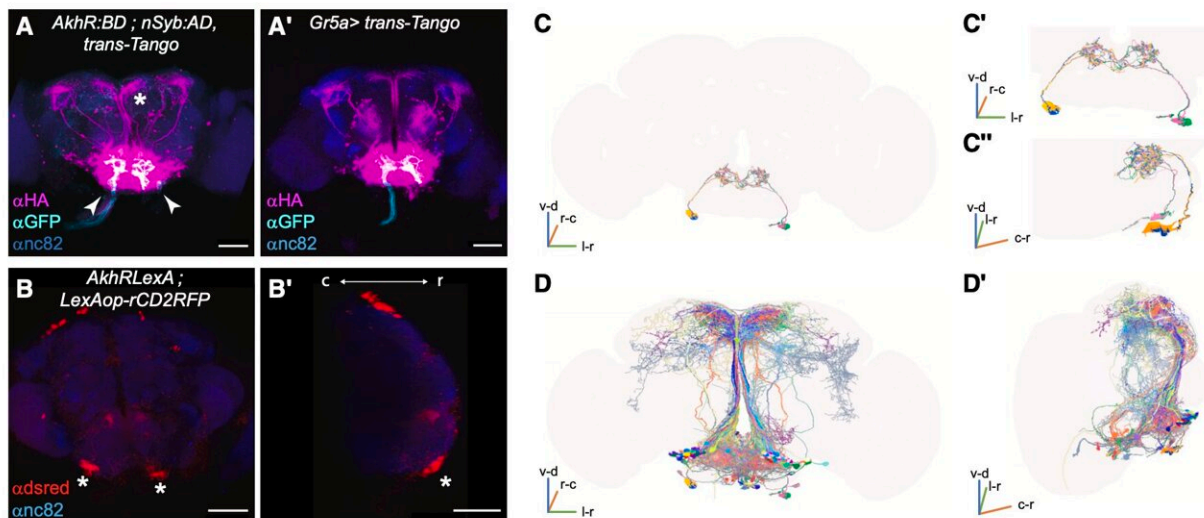 A
AkhR:BD ; nSyb:AD,
trans-Tango
*
αHA
αGFP
αnc82
A'
Gr5a> trans-Tango
αHA
αGFP
αnc82
B
AkhRLexA ;
LexAop-rCD2RFP
* *
αdsred
αnc82
B'
c r
*
C
v-d
r-c
l-r
C'
v-d
r-c
l-r
C"
v-d
l-r
c-r
D
v-d
r-c
l-r
D'
v-d
l-r
c-r